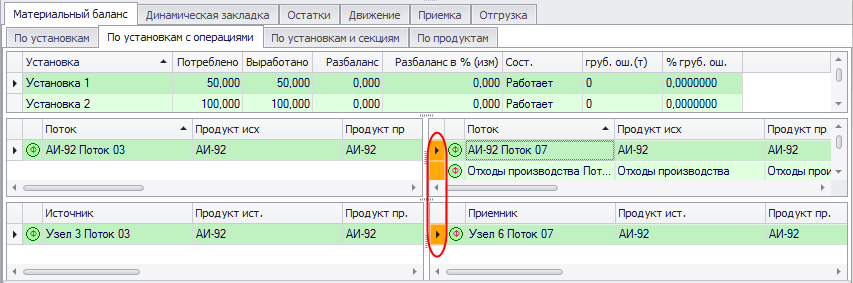 Материальный баланс Динамическая закладка Остатки Движение Приемка Отгрузка
По установкам По установкам с операциями По установкам и секциям По продуктам
Установка Потреблено Выработано Разбаланс Разбаланс в % (изм) Сост. груб. ош.(т) % груб. ош.
Установка 1 50,000 50,000 0,000 0,000 Работает 0 0,0000000
Установка 2 100,000 100,000 0,000 0,000 Работает 0 0,0000000
Поток Продукт исх Продукт пр Поток Продукт исх Продукт пр
Ф АИ-92 Поток 03 АИ-92 АИ-92 Ф АИ-92 Поток 07 АИ-92 АИ-92
Ф Отходы производства Пот... Отходы производства Отходы прои
Источник Продукт ист. Продукт пр. Приемник Продукт ист. Продукт пр.
Ф Узел 3 Поток 03 АИ-92 АИ-92 Ф Узел 6 Поток 07 АИ-92 АИ-92